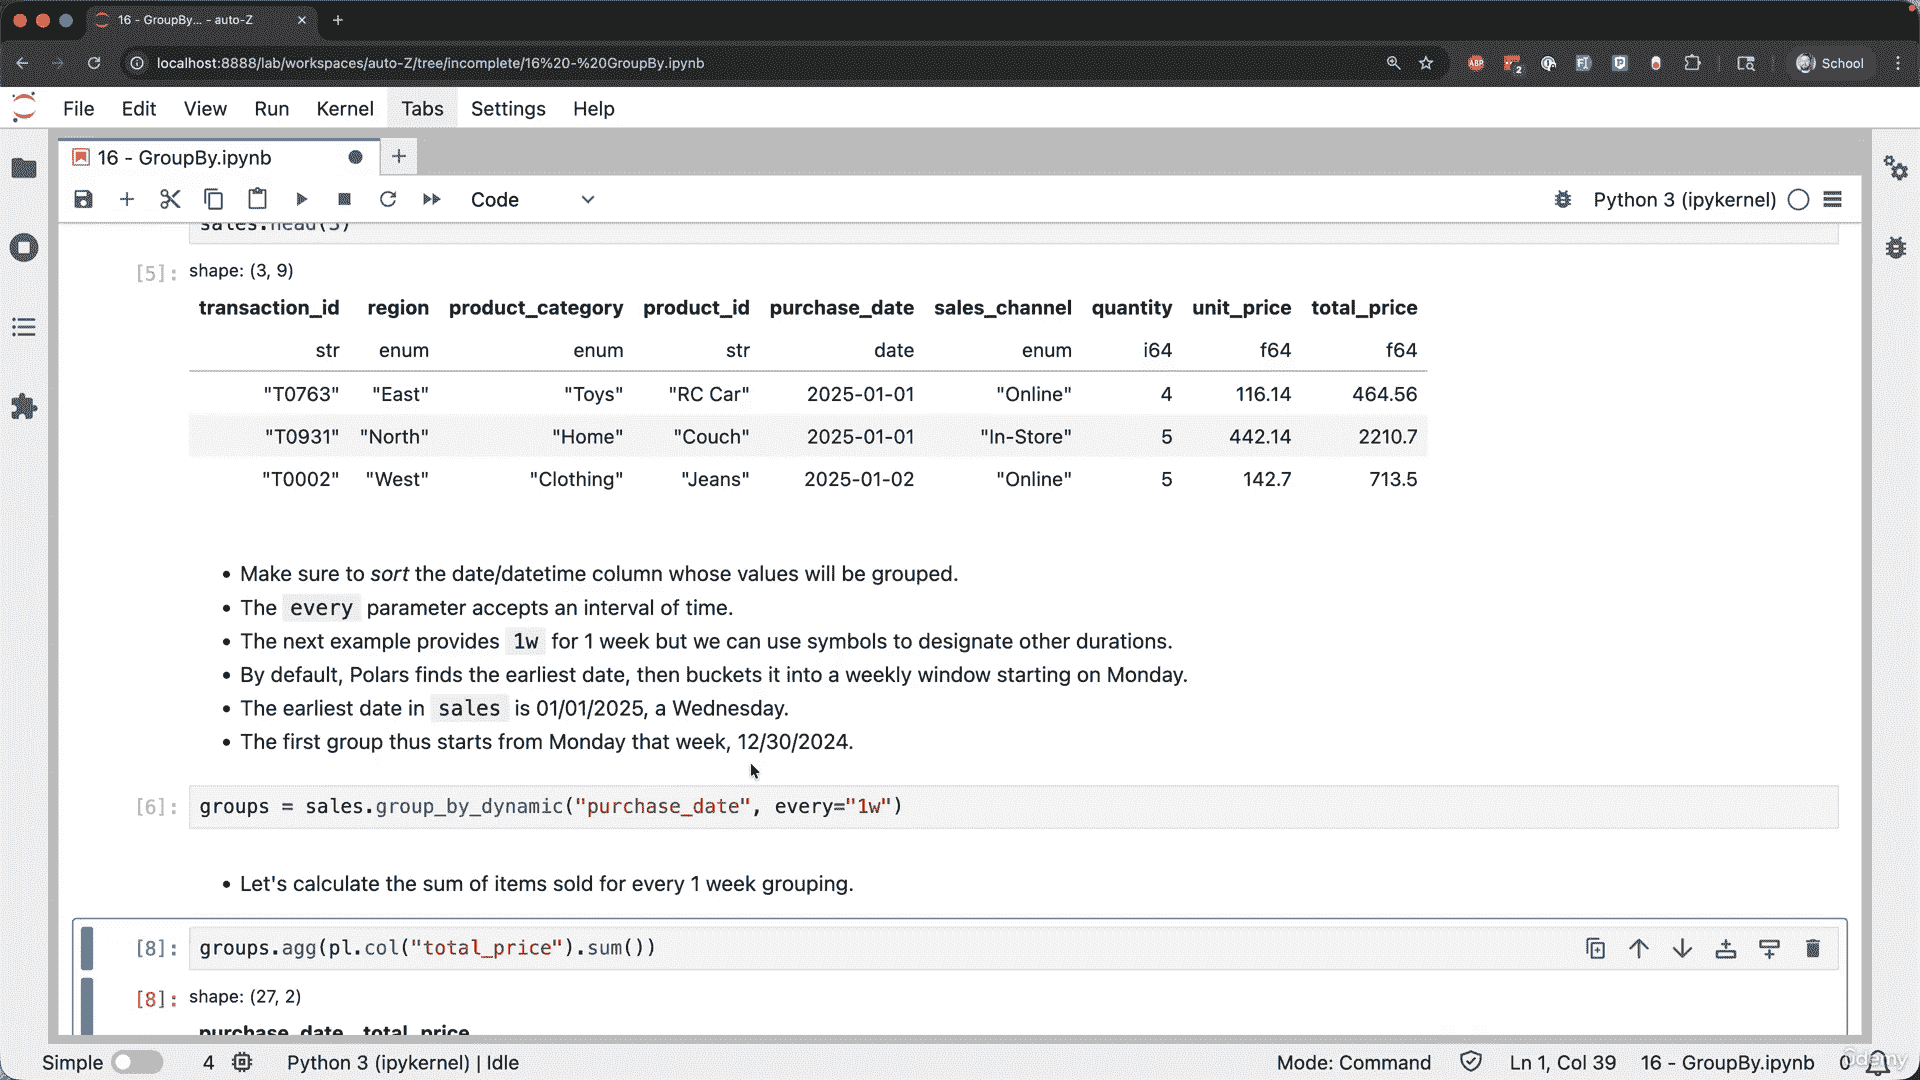 16 - GroupBy... - auto-Z
localhost:8888/lab/workspaces/auto-Z/tree/incomplete/16%20-%20GroupBy.ipynb
ABP
2
School
File Edit View Run Kernel Tabs Settings Help
16 - GroupBy.ipynb
Code
Python 3 (ipykernel)
sales.head(3)
[5]: shape: (3, 9)
transaction_id region product_category product_id purchase_date sales_channel quantity unit_price total_price
str enum enum str date enum i64 f64 f64
"T0763" "East" "Toys" "RC Car" 2025-01-01 "Online" 4 116.14 464.56
"T0931" "North" "Home" "Couch" 2025-01-01 "In-Store" 5 442.14 2210.7
"T0002" "West" "Clothing" "Jeans" 2025-01-02 "Online" 5 142.7 713.5
• Make sure to sort the date/datetime column whose values will be grouped.
• The every parameter accepts an interval of time.
• The next example provides 1w for 1 week but we can use symbols to designate other durations.
• By default, Polars finds the earliest date, then buckets it into a weekly window starting on Monday.
• The earliest date in sales is 01/01/2025, a Wednesday.
• The first group thus starts from Monday that week, 12/30/2024.
[6]: groups = sales.group_by_dynamic("purchase_date", every="1w")
• Let's calculate the sum of items sold for every 1 week grouping.
[8]: groups.agg(pl.col("total_price").sum())
[8]: shape: (27, 2)
purchase_date total_price
Simple 4 Python 3 (ipykernel) | Idle Mode: Command Ln 1, Col 39 16 - GroupBy.ipynb 0
Udemy